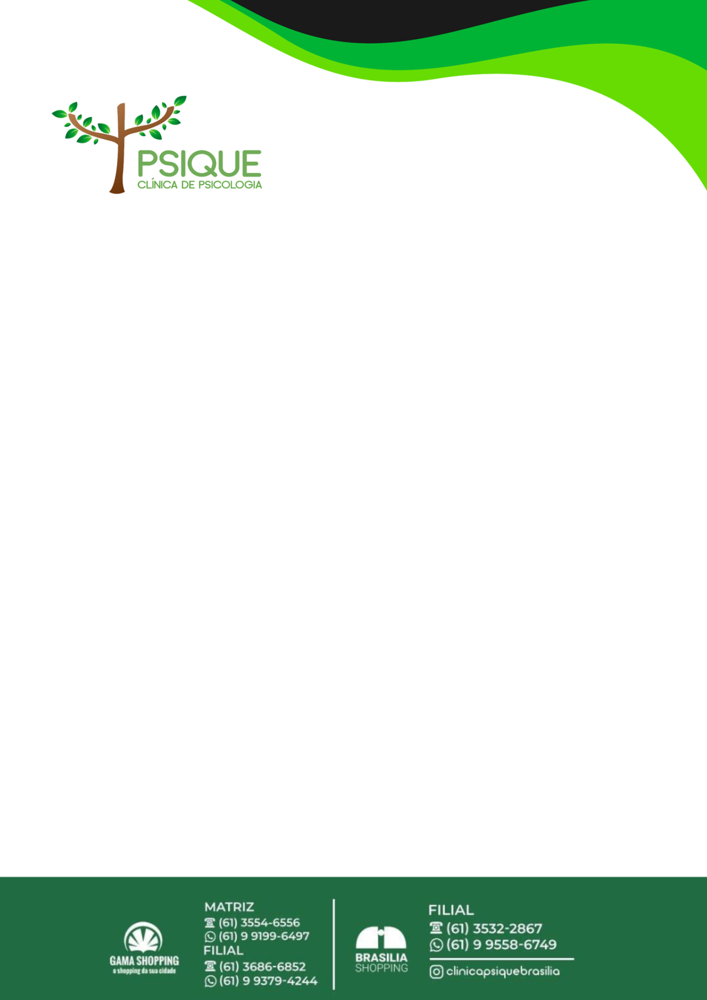 PSIQUE
CLÍNICA DE PSICOLOGIA
GAMA SHOPPING
o shopping da sua cidade
MATRIZ
(61) 3554-6556
(61) 9 9199-6497
FILIAL
(61) 3686-6852
(61) 9 9379-4244
BRASILIA
SHOPPING
FILIAL
(61) 3532-2867
(61) 9 9558-6749
clinicapsiquebrasilia